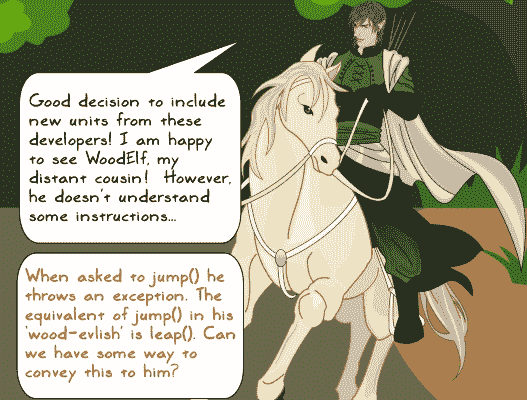 Good decision to include
new units from these
developers! I am happy
to see WoodElf, my
distant cousin! However,
he doesn't understand
some instructions...
When asked to jump() he
throws an exception. The
equivalent of jump() in his
'wood-evlish' is leap(). Can
we have some way to
convey this to him?